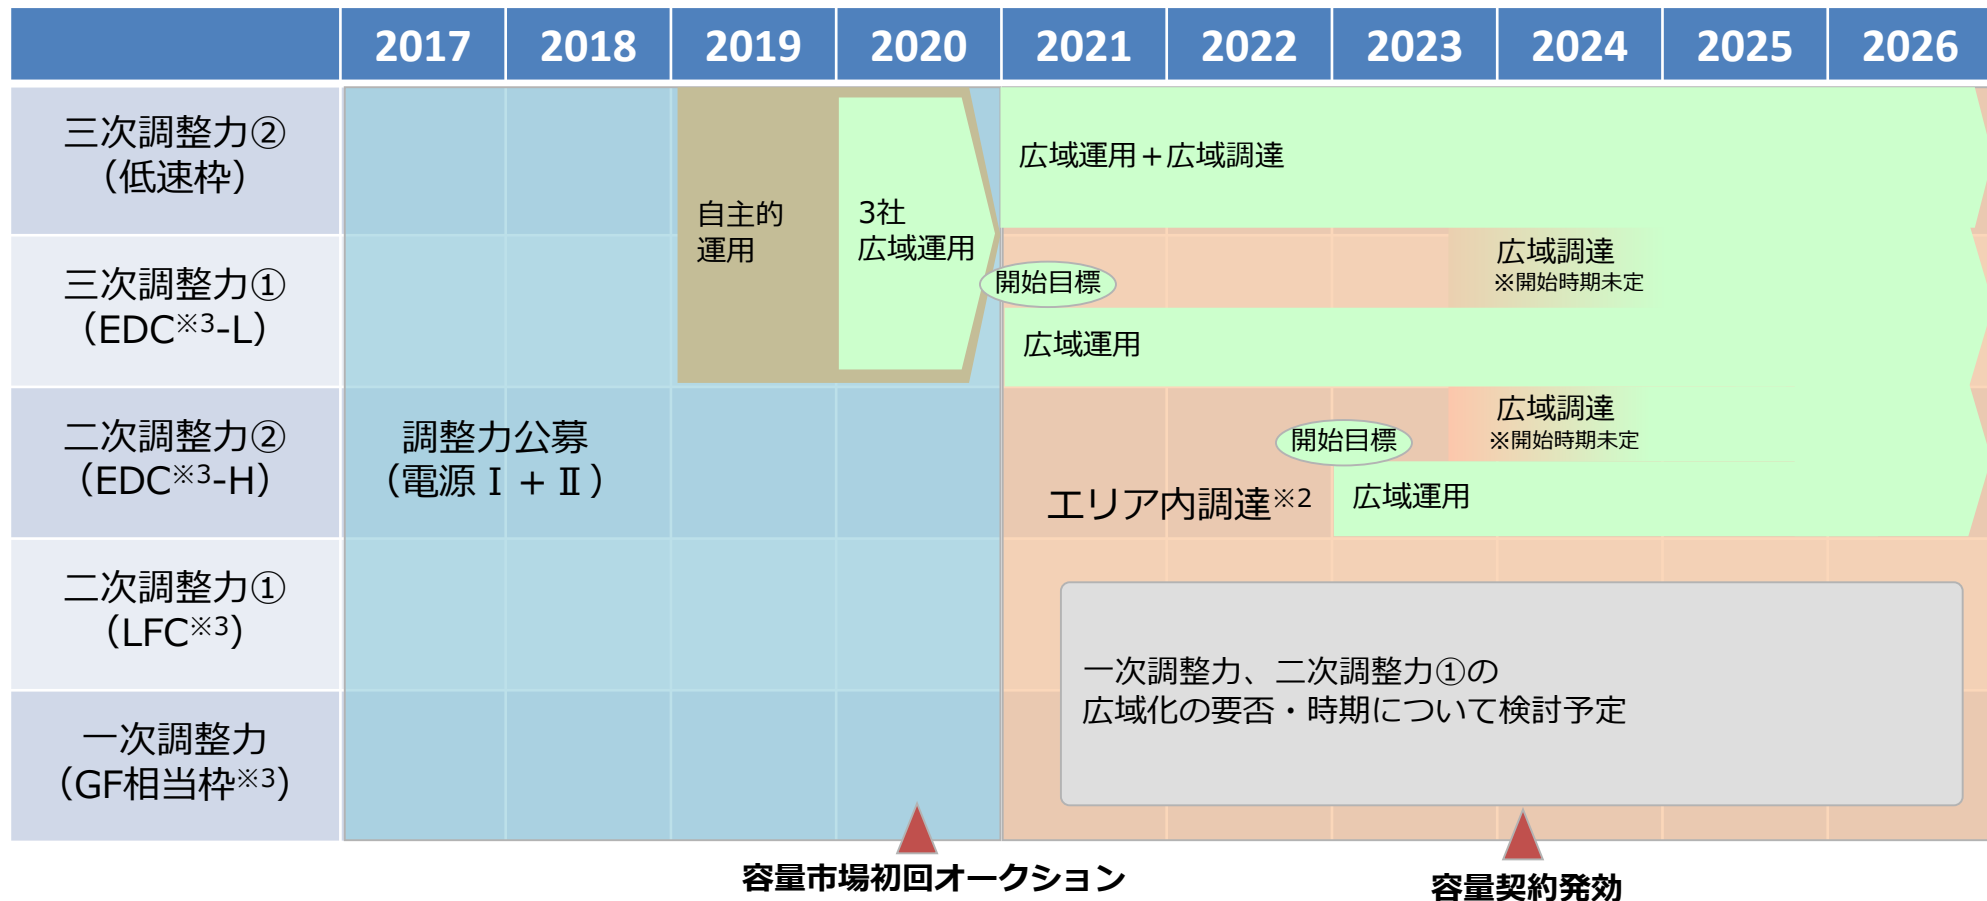 2017 2018 2019 2020 2021 2022 2023 2024 2025 2026
三次調整力②
（低速枠）
広域運用＋広域調達
自主的
運用
3社
広域運用
三次調整力①
（EDC※3-L）
開始目標
広域調達
※開始時期未定
広域運用
二次調整力②
（EDC※3-H）
調整力公募
（電源Ⅰ＋Ⅱ）
開始目標
広域調達
※開始時期未定
エリア内調達※2
広域運用
二次調整力①
（LFC※3）
一次調整力、二次調整力①の
広域化の要否・時期について検討予定
一次調整力
（GF相当枠※3）
容量市場初回オークション
容量契約発効